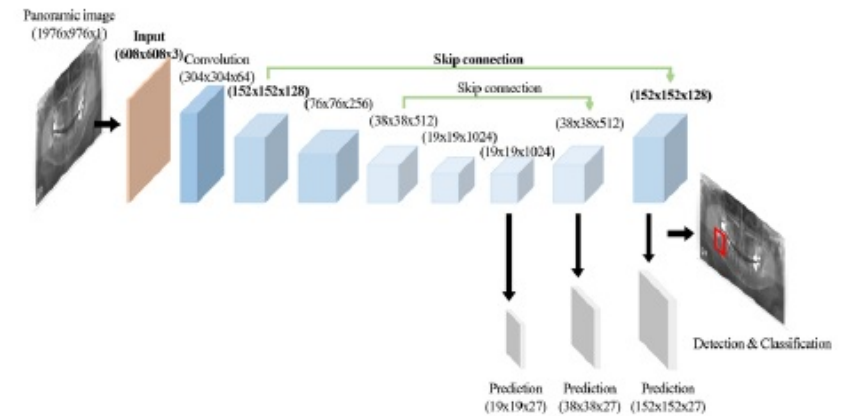 Panoramic image
(1976x976x1)
Input
(608x608x3)
Convolution
(304x304x64)
(152x152x128)
(76x76x256)
Skip connection
Skip connection
(38x38x512)
(19x19x1024)
(19x19x1024)
(38x38x512)
(152x152x128)
Detection & Classification
Prediction
(19x19x27)
Prediction
(38x38x27)
Prediction
(152x152x27)